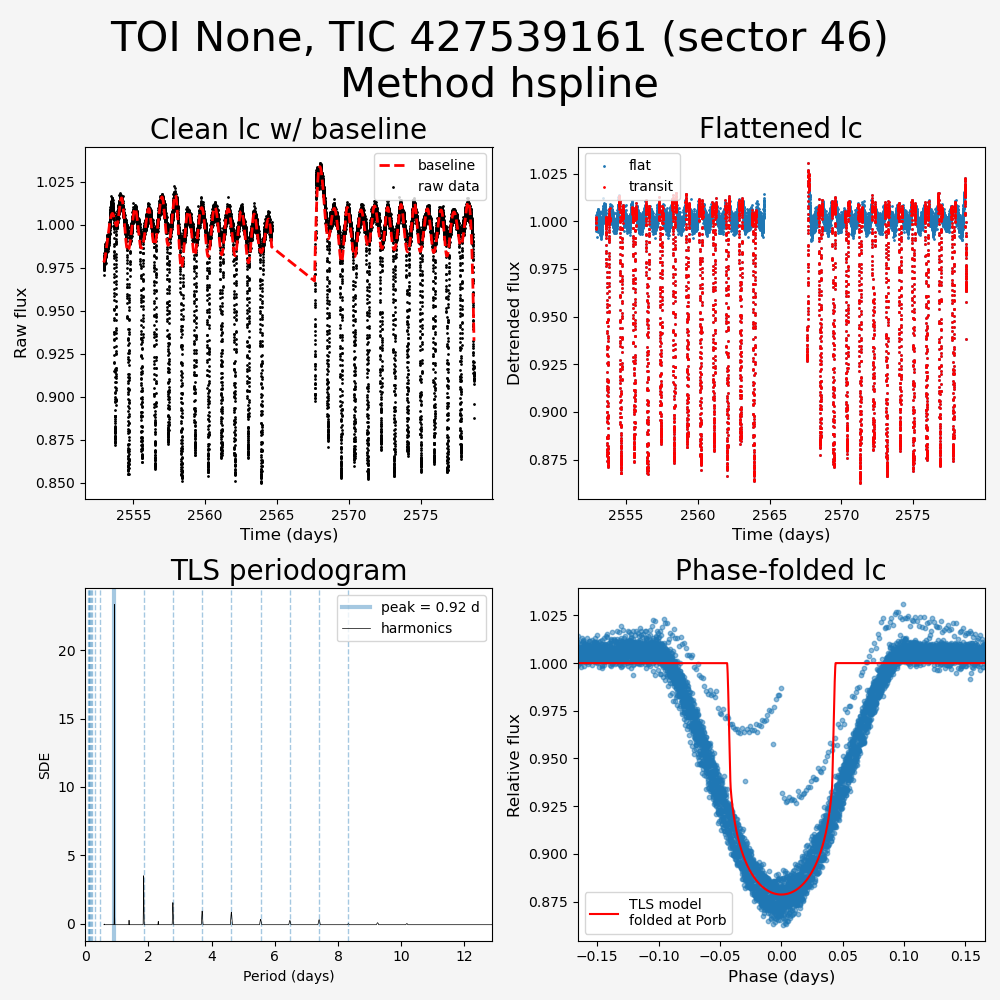 TOI None, TIC 427539161 (sector 46)
Method hspline
Clean lc w/ baseline
Raw flux
1.025
1.000
0.975
0.950
0.925
0.900
0.875
0.850
baseline
raw data
2555 2560 2565 2570 2575
Time (days)
Flattened lc
Detrended flux
1.025
1.000
0.975
0.950
0.925
0.900
0.875
flat
transit
2555 2560 2565 2570 2575
Time (days)
TLS periodogram
SDE
20
15
10
5
0
peak = 0.92 d
harmonics
0 2 4 6 8 10 12
Period (days)
Phase-folded lc
Relative flux
1.025
1.000
0.975
0.950
0.925
0.900
0.875
TLS model
folded at Porb
−0.15 −0.10 −0.05 0.00 0.05 0.10 0.15
Phase (days)